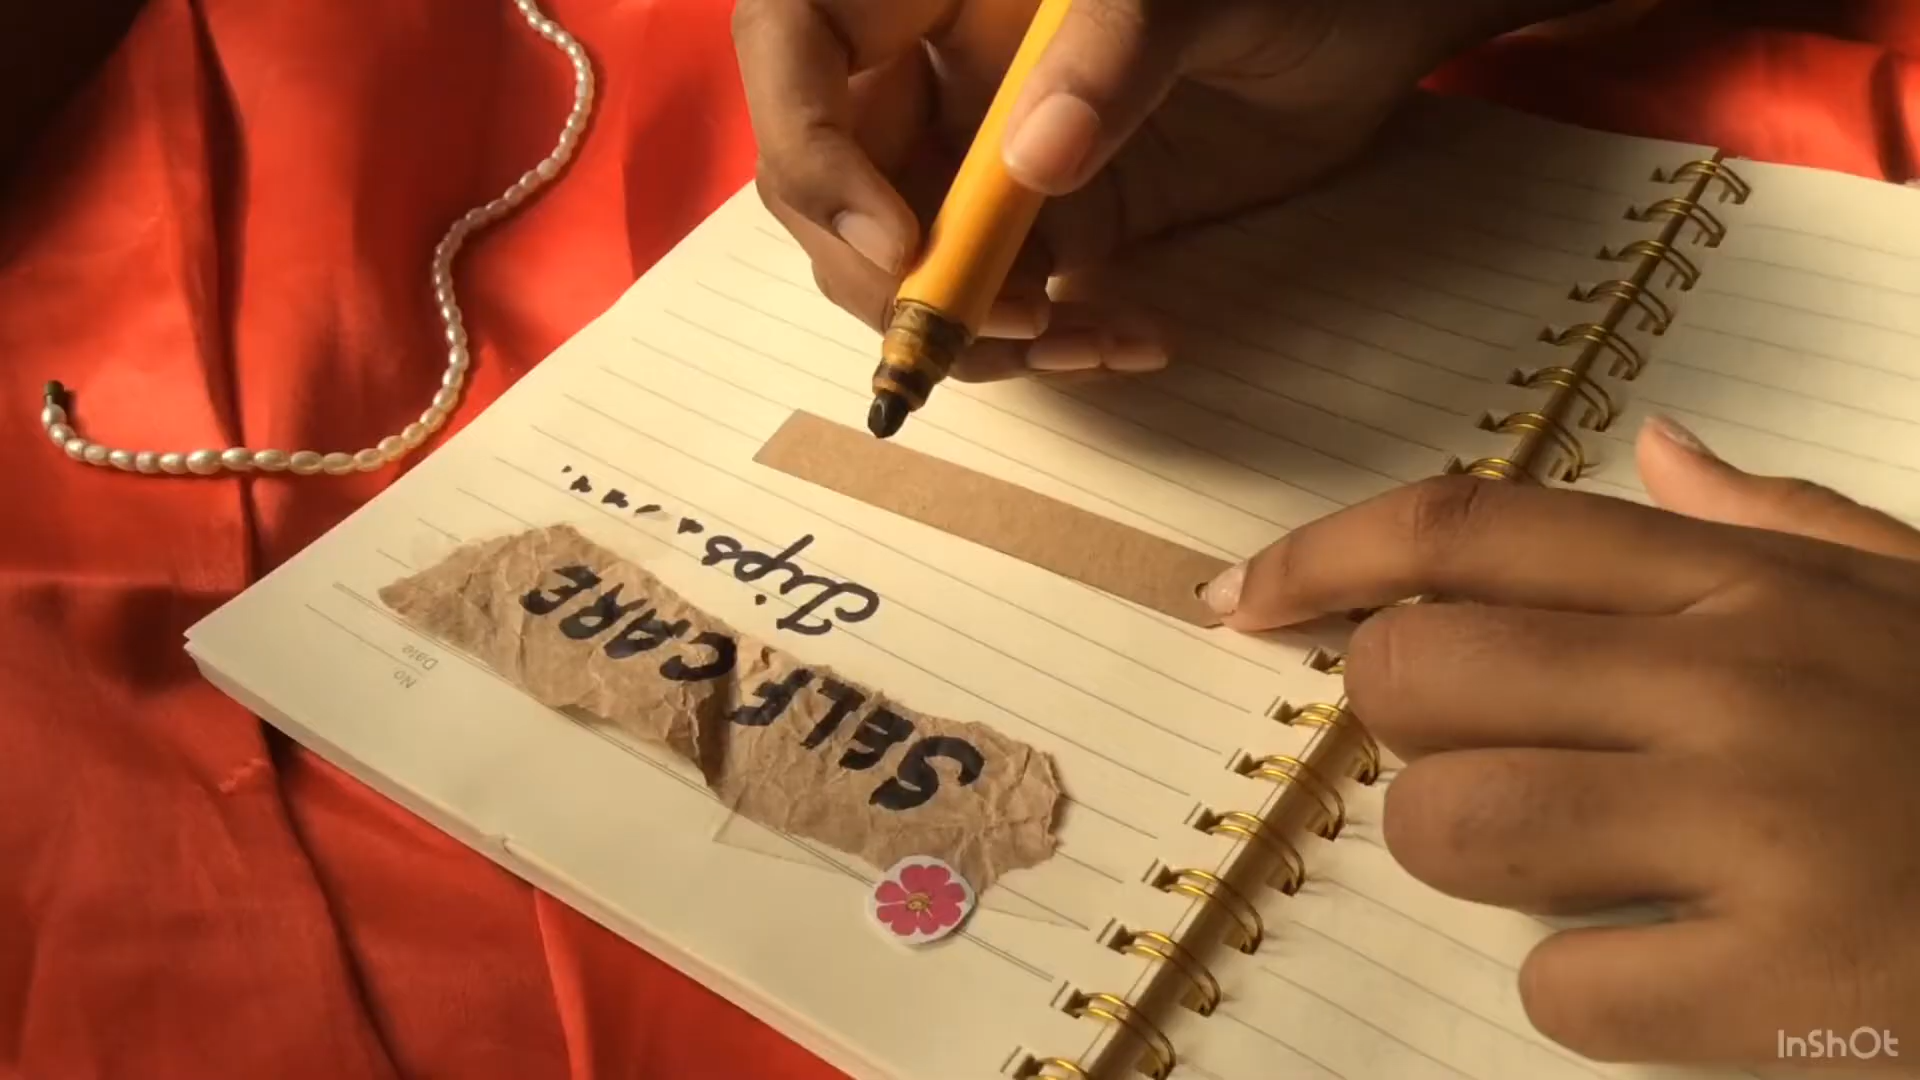 No.
Date
SELF CARE
Tips.......
InShOt